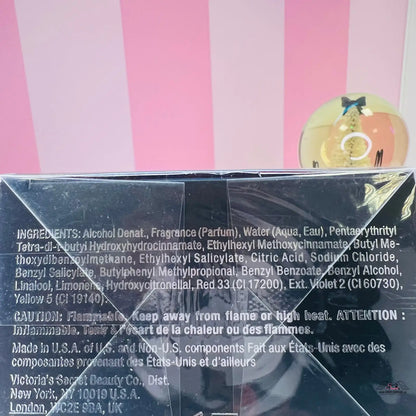 INGREDIENTS: Alcohol Denat., Fragrance (Parfum), Water (Aqua, Eau), Pentaerythrityl
Tetra-di-t-butyl Hydroxyhydrocinnamate, Ethylhexyl Methoxycinnamate, Butyl Me-
thoxydibenzoylmethane, Ethylhexyl Salicylate, Citric Acid, Sodium Chloride,
Benzyl Salicylate, Butylphenyl Methylpropional, Benzyl Benzoate, Benzyl Alcohol,
Linalool, Limonene, Hydroxycitronellal, Red 33 (CI 17200), Ext. Violet 2 (CI 60730),
Yellow 5 (CI 19140).
CAUTION: Flammable. Keep away from flame or high heat. ATTENTION :
Inflammable. Tenir à l'écart de la chaleur ou des flammes.
Made in U.S.A. of U.S. and Non-U.S. components Fait aux États-Unis avec des
composantes provenant des États-Unis et d'ailleurs
Victoria's Secret Beauty Co., Dist.
New York, NY 10019 U.S.A.
London, WC2E 9BA, UK